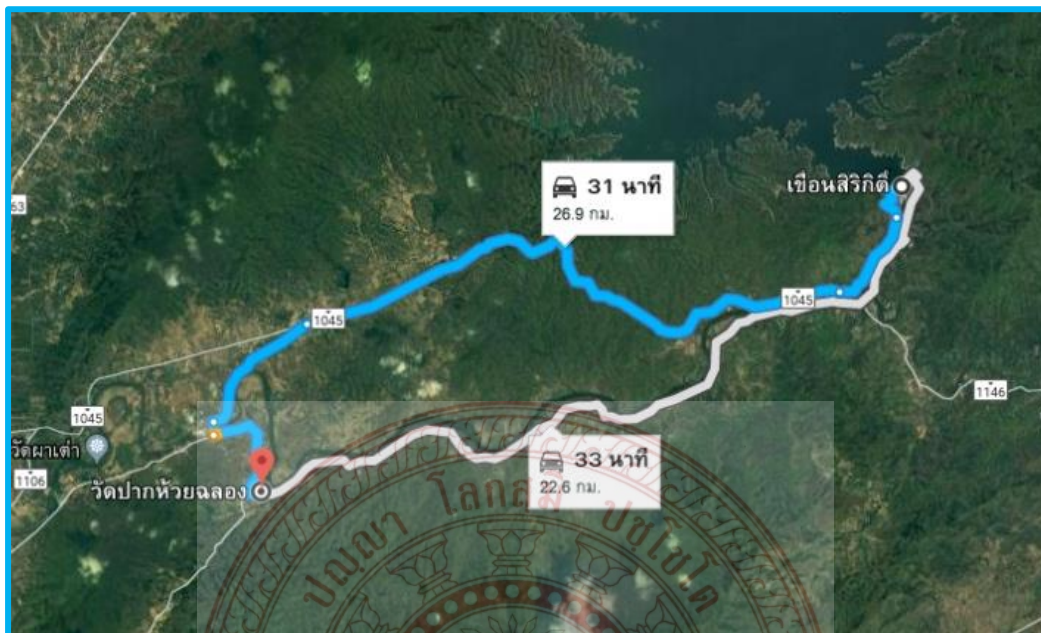 63
31 นาที
26.9 กม.
เขื่อนสิริกิติ์
1045
1045
1146
1045
วัดผาเต่า
1106
วัดปากห้วยฉลอง
33 นาที
22.6 กม.
ปญฺญา โลกสฺมิ ปชฺโชโต